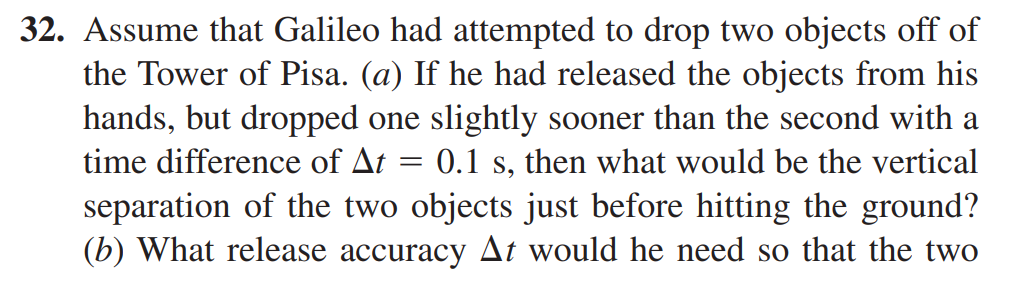 32. Assume that Galileo had attempted to drop two objects off of
the Tower of Pisa. (a) If he had released the objects from his
hands, but dropped one slightly sooner than the second with a
time difference of Δt = 0.1 s, then what would be the vertical
separation of the two objects just before hitting the ground?
(b) What release accuracy Δt would he need so that the two